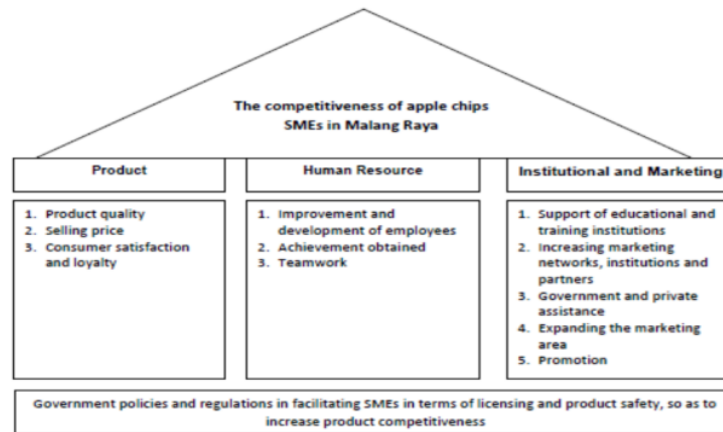 The competitiveness of apple chips
SMEs in Malang Raya
Product
Human Resource
Institutional and Marketing
1. Product quality
2. Selling price
3. Consumer satisfaction
and loyalty
1. Improvement and
development of employees
2. Achievement obtained
3. Teamwork
1. Support of educational and
training institutions
2. Increasing marketing
networks, institutions and
partners
3. Government and private
assistance
4. Expanding the marketing
area
5. Promotion
Government policies and regulations in facilitating SMEs in terms of licensing and product safety, so as to
increase product competitiveness